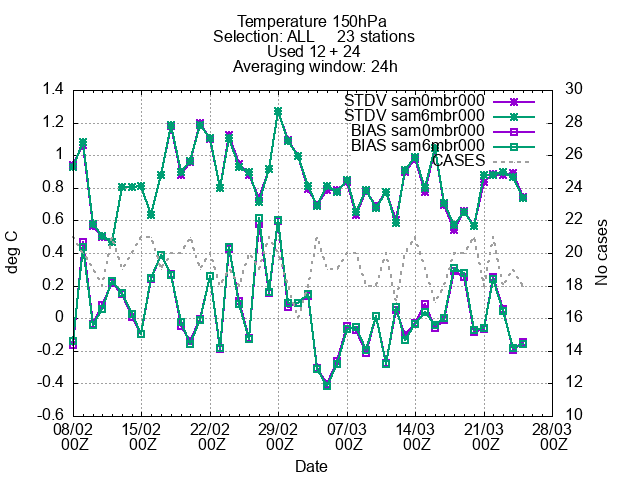 Temperature 150hPa
Selection: ALL 23 stations
Used 12 + 24
Averaging window: 24h
STDV sam0mbr000
STDV sam6mbr000
BIAS sam0mbr000
BIAS sam6mbr000
CASES
deg C
1.4
1.2
1
0.8
0.6
0.4
0.2
0
-0.2
-0.4
-0.6
30
28
26
24
22
20
18
16
14
12
10
No cases
08/02 15/02 22/02 29/02 07/03 14/03 21/03 28/03
00Z 00Z 00Z 00Z 00Z 00Z 00Z 00Z
Date